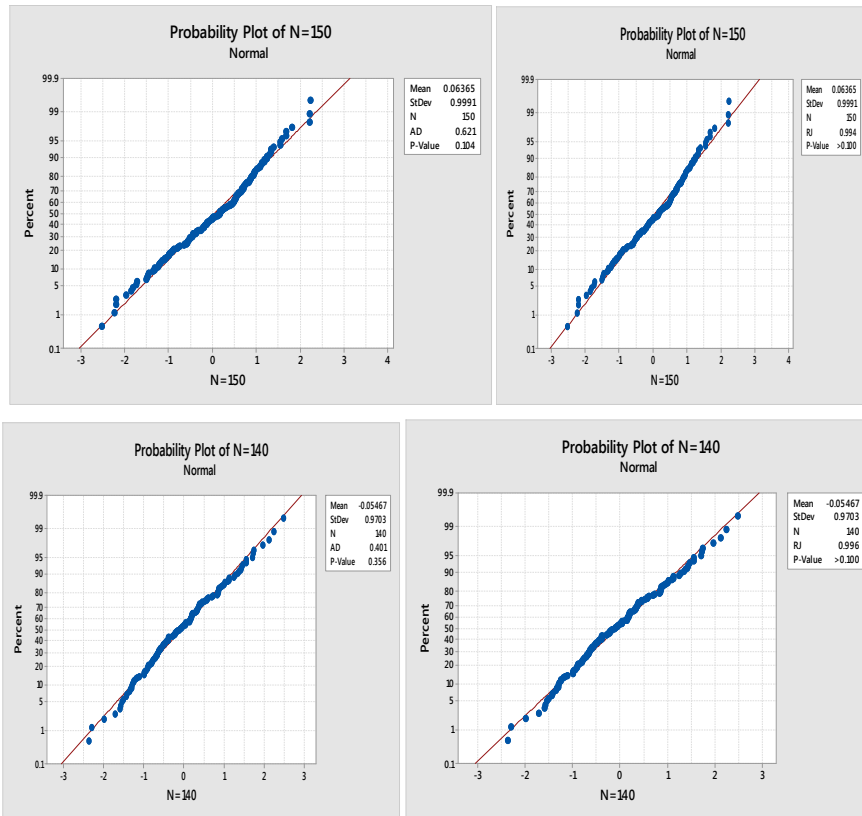 Probability Plot of N=150
Normal
99.9
99
95
90
80
70
60
50
40
30
20
10
5
1
0.1
Percent
-3 -2 -1 0 1 2 3 4
N=150
Mean 0.06365
StDev 0.9991
N 150
AD 0.621
P-Value 0.104
Probability Plot of N=150
Normal
99.9
99
95
90
80
70
60
50
40
30
20
10
5
1
0.1
Percent
-3 -2 -1 0 1 2 3 4
N=150
Mean 0.06365
StDev 0.9991
N 150
RJ 0.994
P-Value >0.100
Probability Plot of N=140
Normal
99.9
99
95
90
80
70
60
50
40
30
20
10
5
1
0.1
Percent
-3 -2 -1 0 1 2 3
N=140
Mean -0.05467
StDev 0.9703
N 140
AD 0.401
P-Value 0.356
Probability Plot of N=140
Normal
99.9
99
95
90
80
70
60
50
40
30
20
10
5
1
0.1
Percent
-3 -2 -1 0 1 2 3
N=140
Mean -0.05467
StDev 0.9703
N 140
RJ 0.996
P-Value >0.100